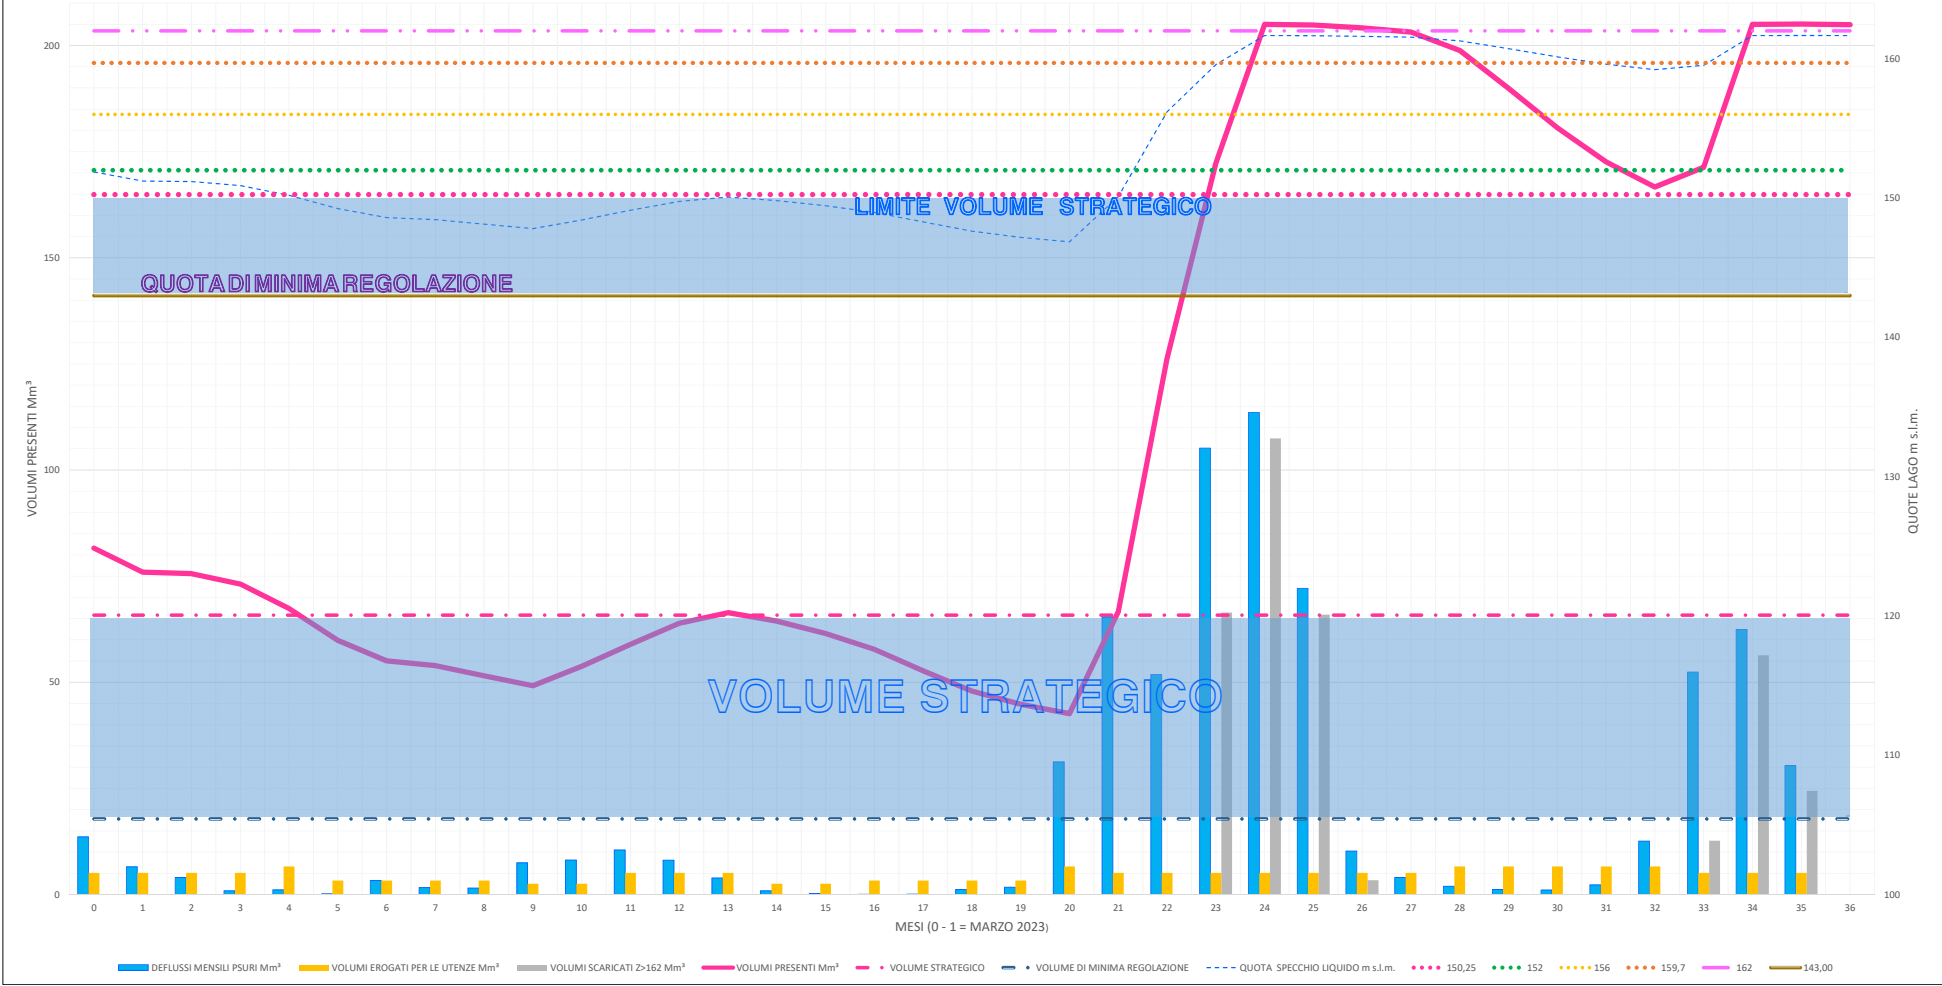 200
160
LIMITE VOLUME STRATEGICO
150
150
QUOTA DI MINIMA REGOLAZIONE
140
VOLUMI PRESENTI Mm³
100
130
QUOTE LAGO m s.l.m.
120
50
VOLUME STRATEGICO
110
0
100
0 1 2 3 4 5 6 7 8 9 10 11 12 13 14 15 16 17 18 19 20 21 22 23 24 25 26 27 28 29 30 31 32 33 34 35 36
MESI (0 - 1 = MARZO 2023)
DEFLUSSI MENSILI PSURI Mm³ VOLUMI EROGATI PER LE UTENZE Mm³ VOLUMI SCARICATI Z>162 Mm³ VOLUMI PRESENTI Mm³ VOLUME STRATEGICO VOLUME DI MINIMA REGOLAZIONE QUOTA SPECCHIO LIQUIDO m s.l.m. 150,25 152 156 159,7 162 143,00